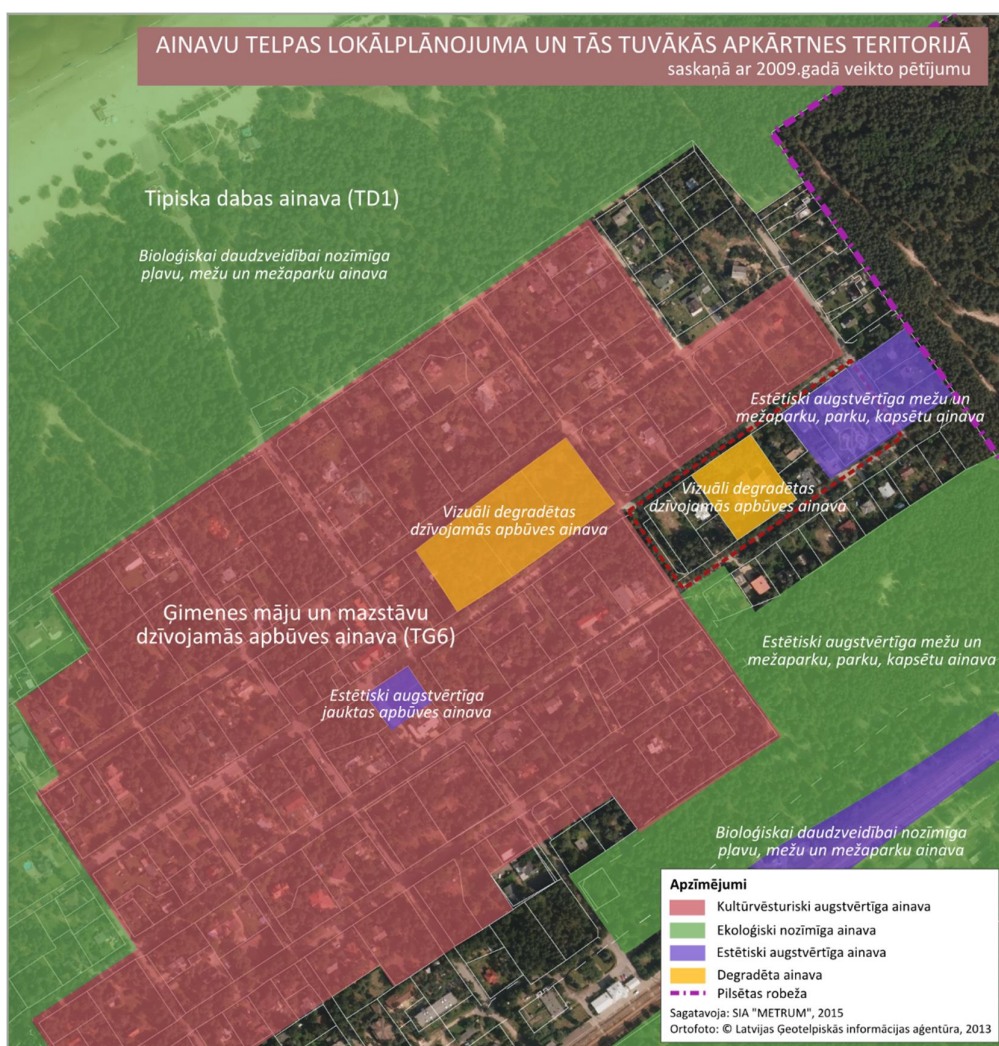 AINAVU TELPAS LOKĀLPLĀNOJUMA UN TĀS TUVĀKĀS APKĀRTNES TERITORIJĀ
saskaņā ar 2009.gadā veikto pētījumu
Tipiska dabas ainava (TD1)
Bioloģiskai daudzveidībai nozīmīga
pļavu, mežu un mežaparku ainava
Estētiski augstvērtīga mežu un
mežaparku, parku, kapsētu ainava
Vizuāli degradētas
dzīvojamās apbūves ainava
Vizuāli degradētas
dzīvojamās apbūves ainava
Ģimenes māju un mazstāvu
dzīvojamās apbūves ainava (TG6)
Estētiski augstvērtīga mežu un
mežaparku, parku, kapsētu ainava
Estētiski augstvērtīga
jauktas apbūves ainava
Bioloģiskai daudzveidībai nozīmīga
pļavu, mežu un mežaparku ainava
Apzīmējumi
Kultūrvēsturiski augstvērtīga ainava
Ekoloģiski nozīmīga ainava
Estētiski augstvērtīga ainava
Degradēta ainava
Pilsētas robeža
Sagatavoja: SIA "METRUM", 2015
Ortofoto: © Latvijas Ģeotelpiskās informācijas aģentūra, 2013